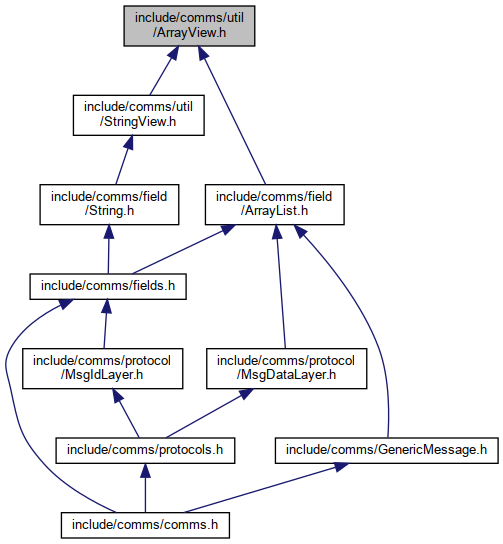 include/comms/util
/ArrayView.h
include/comms/util
/StringView.h
include/comms/field
/String.h
include/comms/field
/ArrayList.h
include/comms/fields.h
include/comms/protocol
/MsgIdLayer.h
include/comms/protocol
/MsgDataLayer.h
include/comms/protocols.h
include/comms/GenericMessage.h
include/comms/comms.h